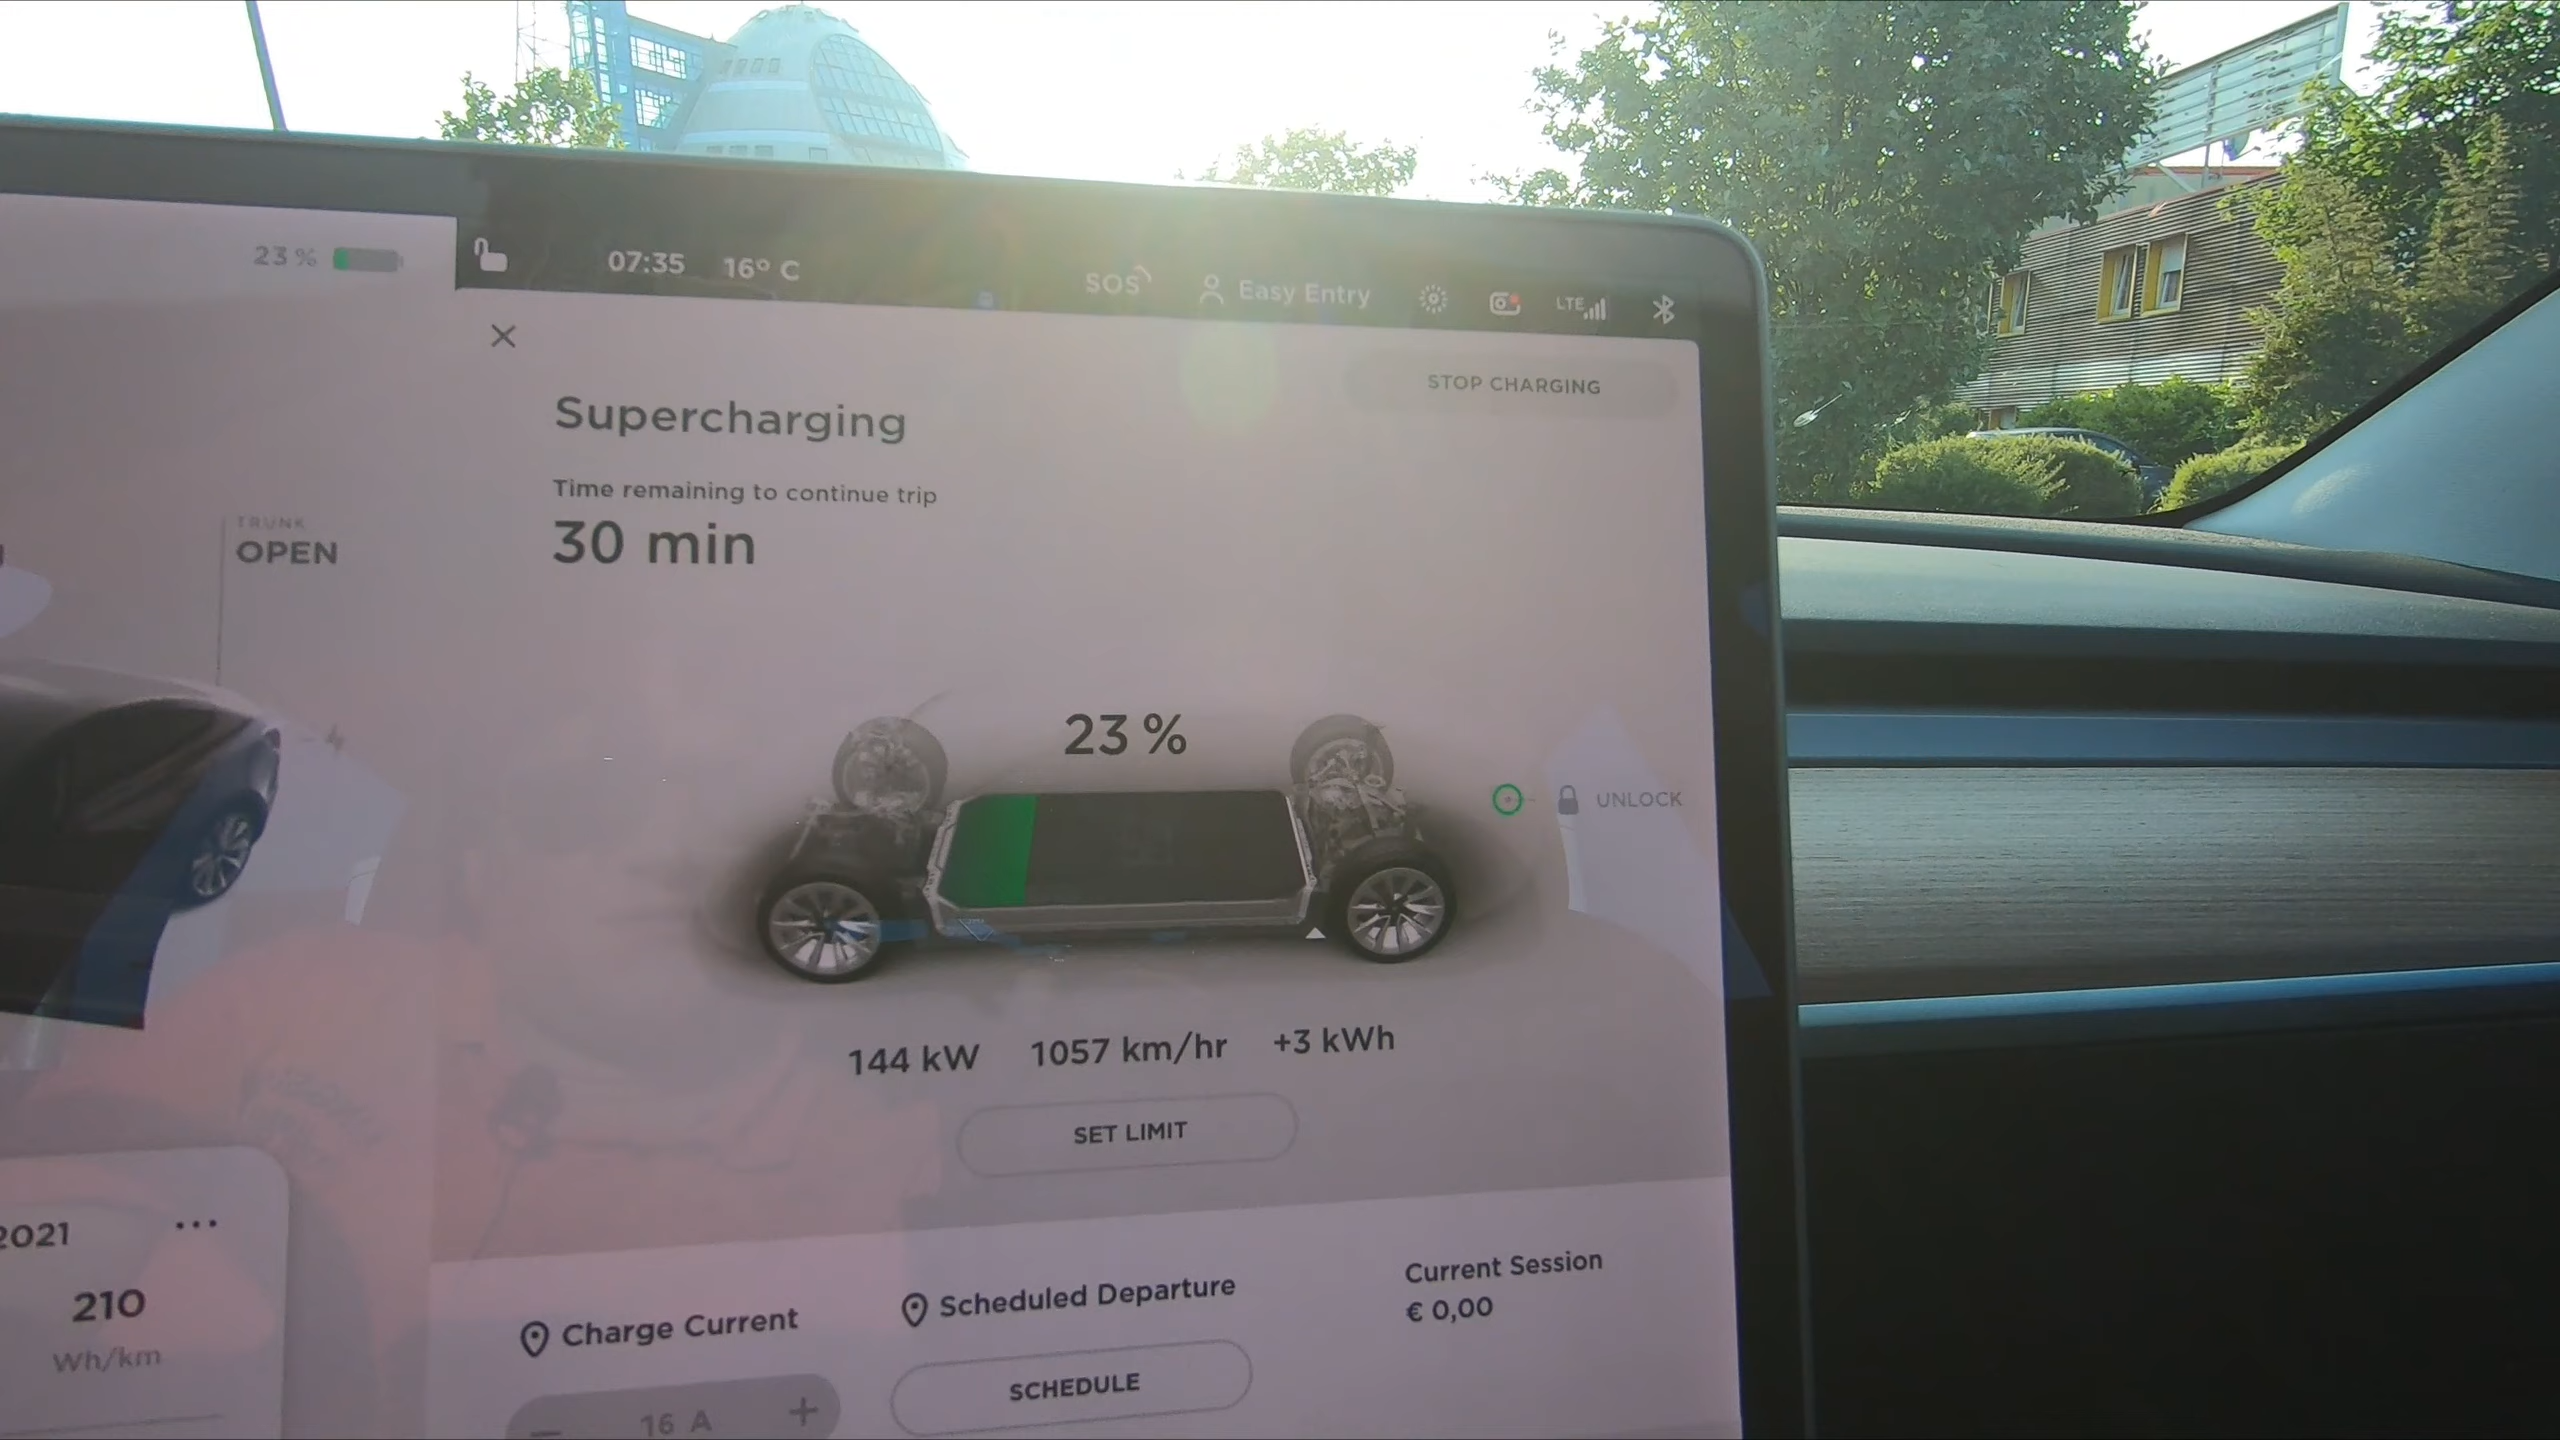 23 %
07:35 16° C
SOS Easy Entry LTE
STOP CHARGING
Supercharging
Time remaining to continue trip
30 min
TRUNK
OPEN
23 %
UNLOCK
144 kW 1057 km/hr +3 kWh
SET LIMIT
2021 ...
210
Wh/km
Charge Current
16 A
Scheduled Departure
SCHEDULE
Current Session
€ 0,00